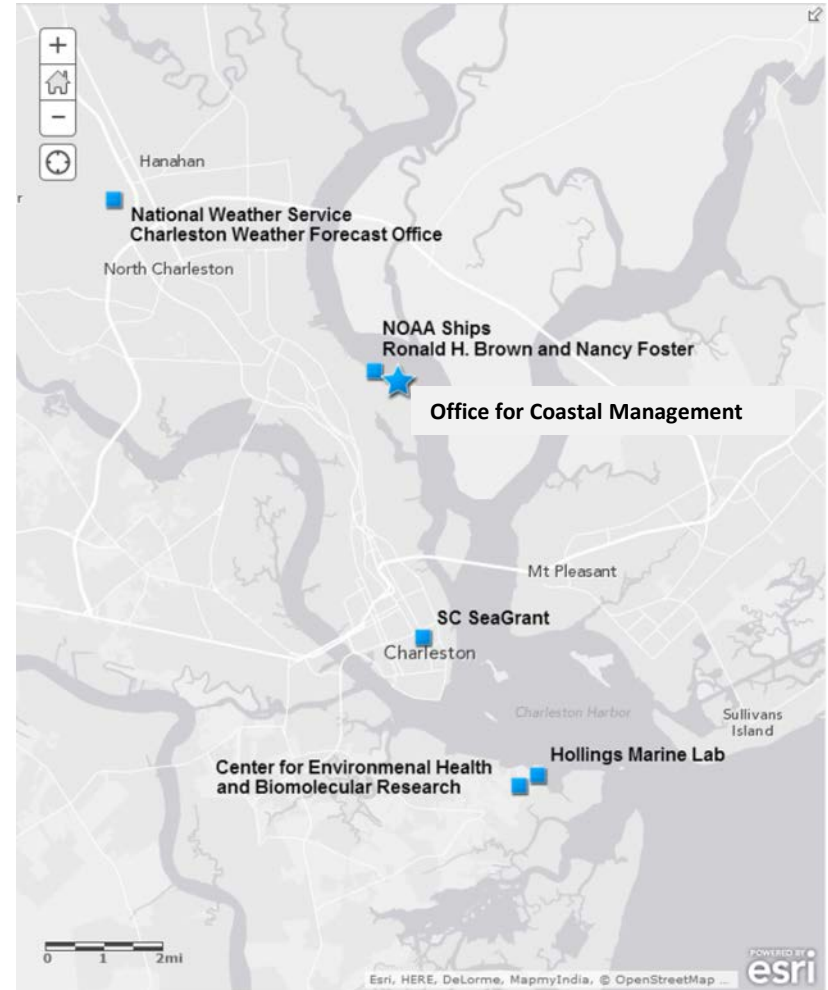 +
−
Hanahan
r
National Weather Service
Charleston Weather Forecast Office
North Charleston
NOAA Ships
Ronald H. Brown and Nancy Foster
Office for Coastal Management
Mt Pleasant
SC SeaGrant
Charleston
Charleston Harbor
Sullivans
Island
Hollings Marine Lab
Center for Environmenal Health
and Biomolecular Research
0 1 2mi
Esri, HERE, DeLorme, MapmyIndia, © OpenStreetMap ...
POWERED BY
esri